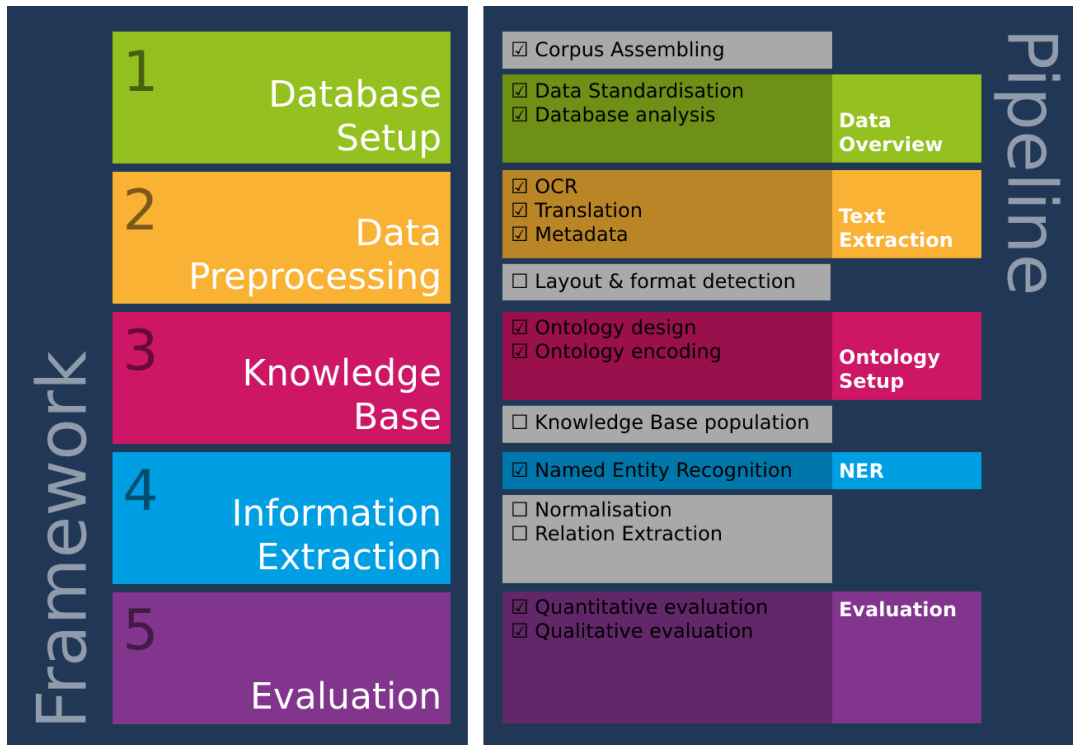 Framework
1
Database
Setup
2
Data
Preprocessing
3
Knowledge
Base
4
Information
Extraction
5
Evaluation
Pipeline
☑ Corpus Assembling
☑ Data Standardisation
☑ Database analysis
Data
Overview
☑ OCR
☑ Translation
☑ Metadata
Text
Extraction
☐ Layout & format detection
☑ Ontology design
☑ Ontology encoding
Ontology
Setup
☐ Knowledge Base population
☑ Named Entity Recognition
NER
☐ Normalisation
☐ Relation Extraction
☑ Quantitative evaluation
☑ Qualitative evaluation
Evaluation